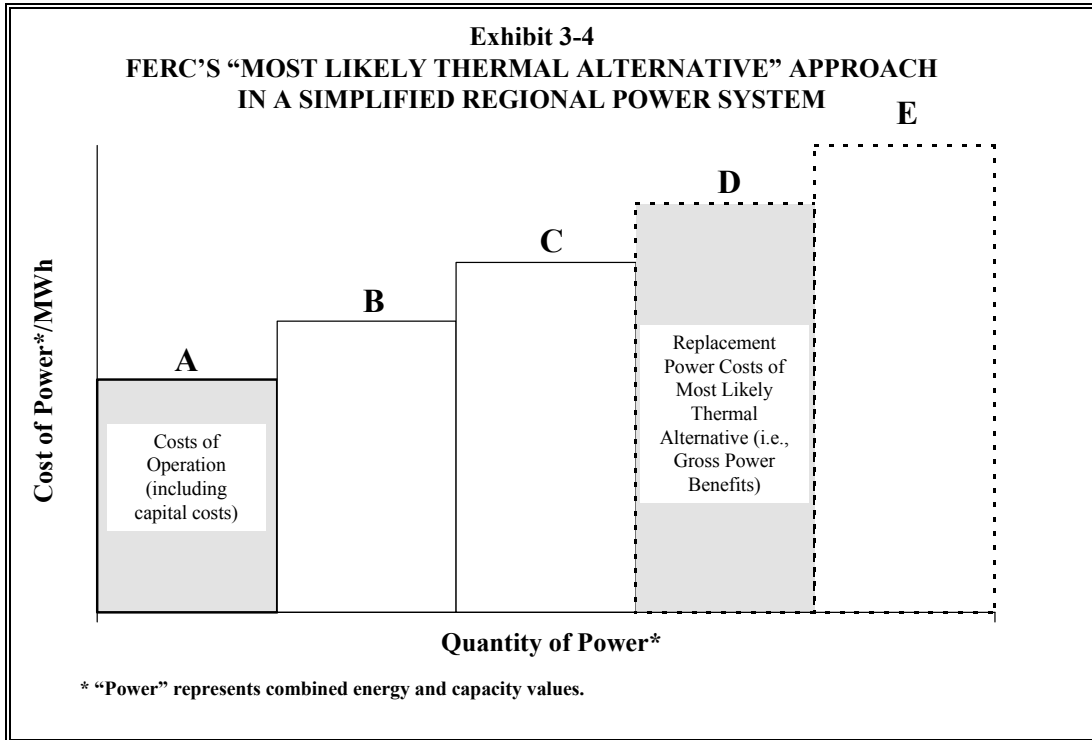 Exhibit 3-4
FERC'S “MOST LIKELY THERMAL ALTERNATIVE” APPROACH
IN A SIMPLIFIED REGIONAL POWER SYSTEM
E
D
C
B
A
Cost of Power*/MWh
Costs of
Operation
(including
capital costs)
Replacement
Power Costs of
Most Likely
Thermal
Alternative (i.e.,
Gross Power
Benefits)
Quantity of Power*
* “Power” represents combined energy and capacity values.